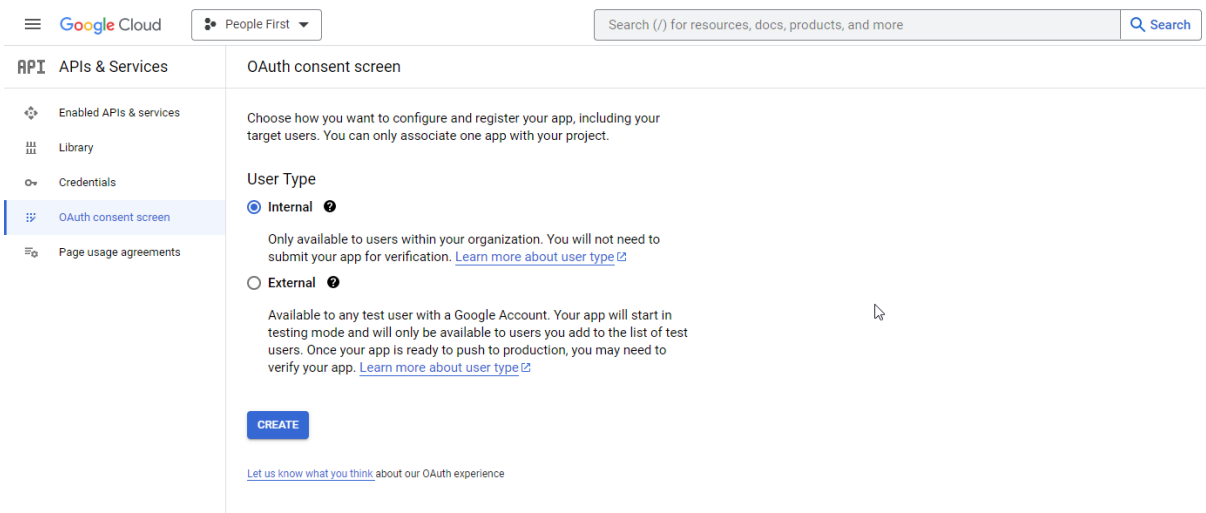 Google Cloud
People First
Search (/) for resources, docs, products, and more
Search
API APIs & Services
OAuth consent screen
Enabled APIs & services
Library
Credentials
OAuth consent screen
Page usage agreements
Choose how you want to configure and register your app, including your
target users. You can only associate one app with your project.
User Type
Internal
Only available to users within your organization. You will not need to
submit your app for verification. Learn more about user type
External
Available to any test user with a Google Account. Your app will start in
testing mode and will only be available to users you add to the list of test
users. Once your app is ready to push to production, you may need to
verify your app. Learn more about user type
CREATE
Let us know what you think about our OAuth experience